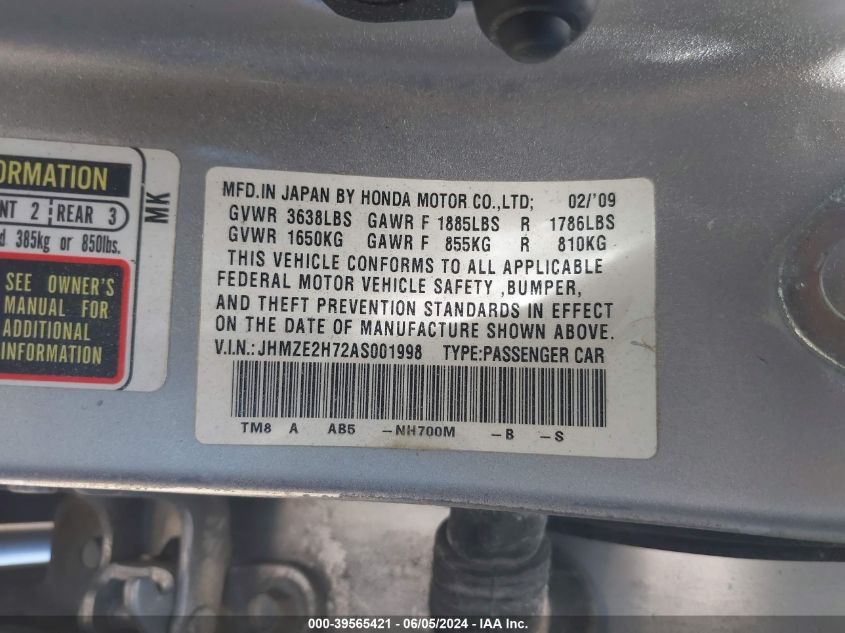 ORMATION
NT 2 REAR 3
d 385kg or 850lbs.
SEE OWNER'S
MANUAL FOR
ADDITIONAL
INFORMATION
MK
MFD.IN JAPAN BY HONDA MOTOR CO.,LTD; 02/'09
GVWR 3638LBS GAWR F 1885LBS R 1786LBS
GVWR 1650KG GAWR F 855KG R 810KG
THIS VEHICLE CONFORMS TO ALL APPLICABLE
FEDERAL MOTOR VEHICLE SAFETY ,BUMPER,
AND THEFT PREVENTION STANDARDS IN EFFECT
ON THE DATE OF MANUFACTURE SHOWN ABOVE.
V.I.N.: JHMZE2H72AS001998 TYPE:PASSENGER CAR
TM8 A AB5 -NH700M -B -S
000-39565421 - 06/05/2024 - IAA Inc.